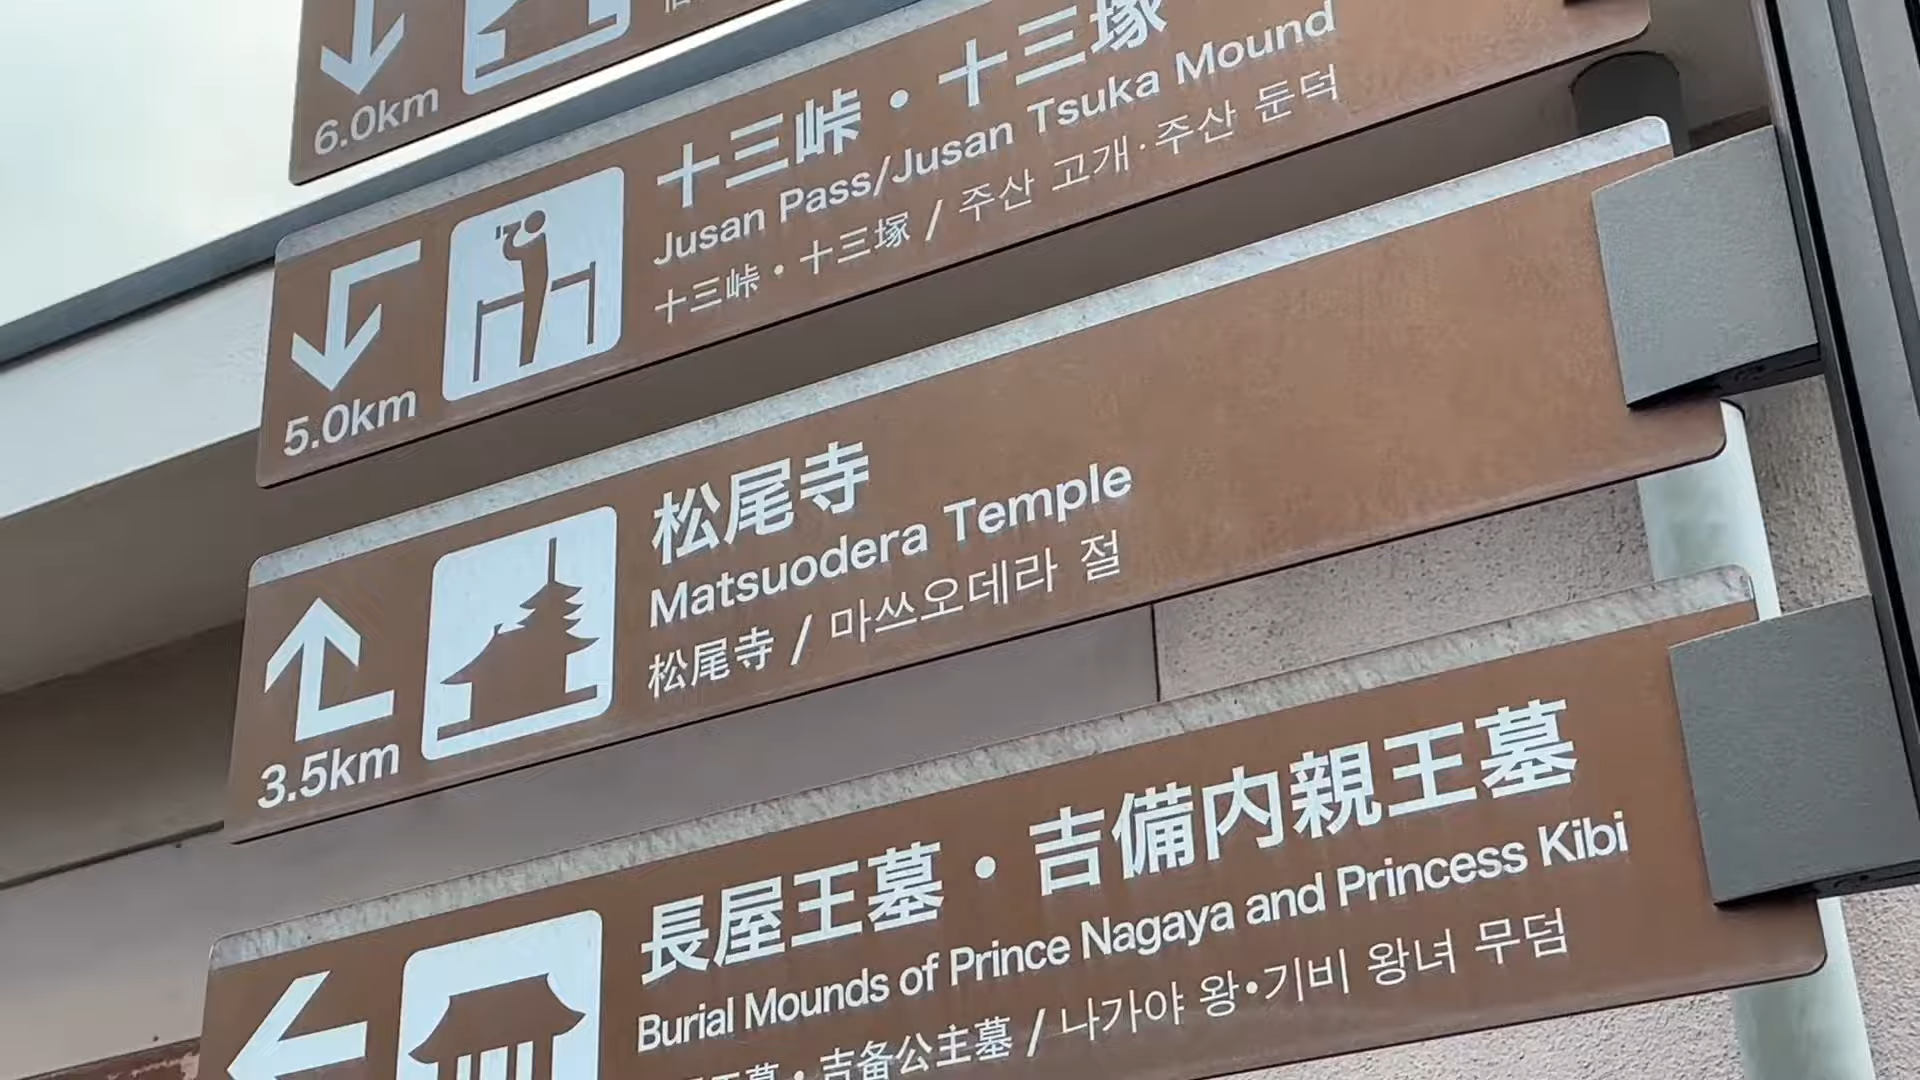 6.0km
十三峠・十三塚
Jusan Pass/Jusan Tsuka Mound
十三峠・十三塚 / 주산 고개·주산 둔덕
5.0km
松尾寺
Matsuodera Temple
松尾寺 / 마쓰오데라 절
3.5km
長屋王墓・吉備内親王墓
Burial Mounds of Prince Nagaya and Princess Kibi
王墓・吉备公主墓 / 나가야 왕•기비 왕녀 무덤